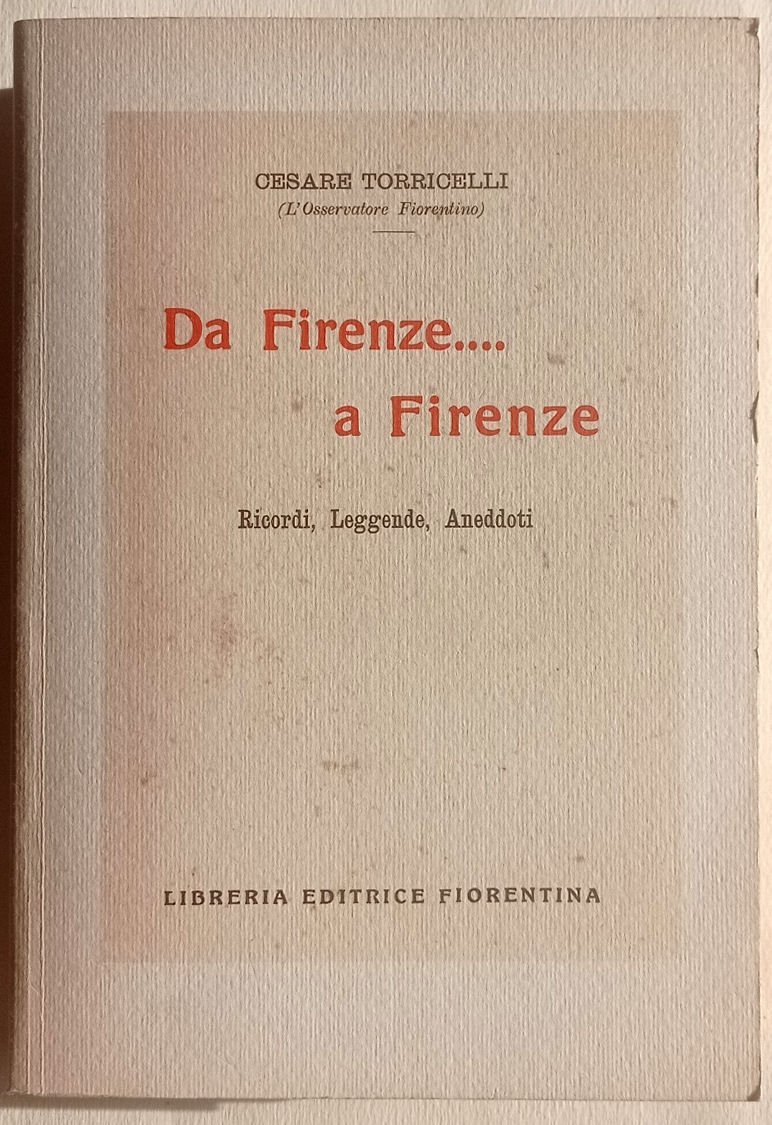 CESARE TORRICELLI
(L'Osservatore Fiorentino)
Da Firenze....
a Firenze
Ricordi, Leggende, Aneddoti
LIBRERIA EDITRICE FIORENTINA